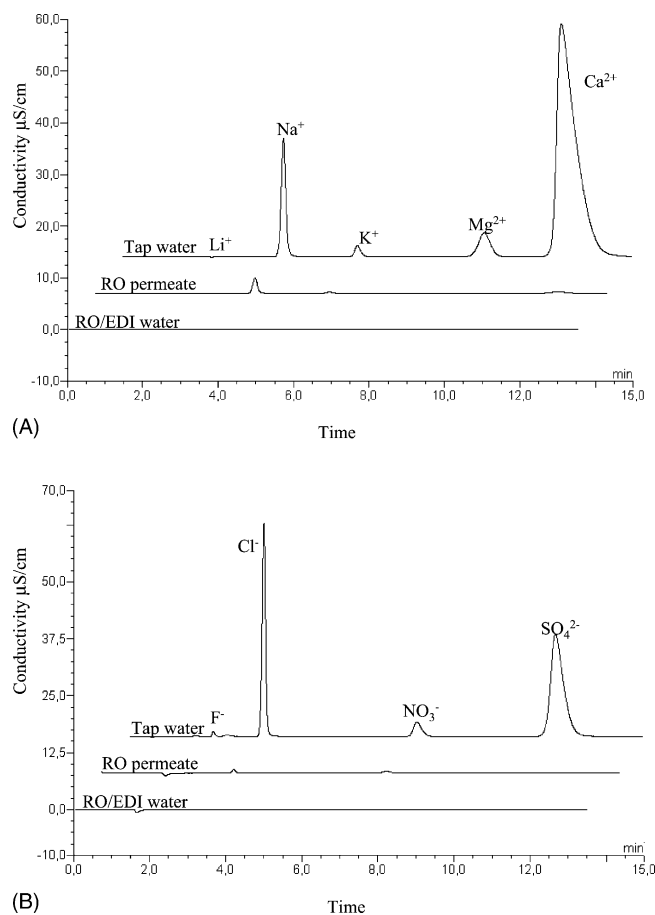 60,0
50,0
40,0
30,0
20,0
10,0
0,0
-10,0
Conductivity µS/cm
Ca²⁺
Na⁺
Tap water Li⁺ K⁺ Mg²⁺
RO permeate
RO/EDI water
min
0,0 2,0 4,0 6,0 8,0 10,0 12,0 15,0
(A)
Time
70,0
50,0
37,5
25,0
12,5
0,0
-10,0
Conductivity µS/cm
Cl⁻
SO₄²⁻
Tap water F⁻ NO₃⁻
RO permeate
RO/EDI water
min
0,0 2,0 4,0 6,0 8,0 10,0 12,0 15,0
(B)
Time